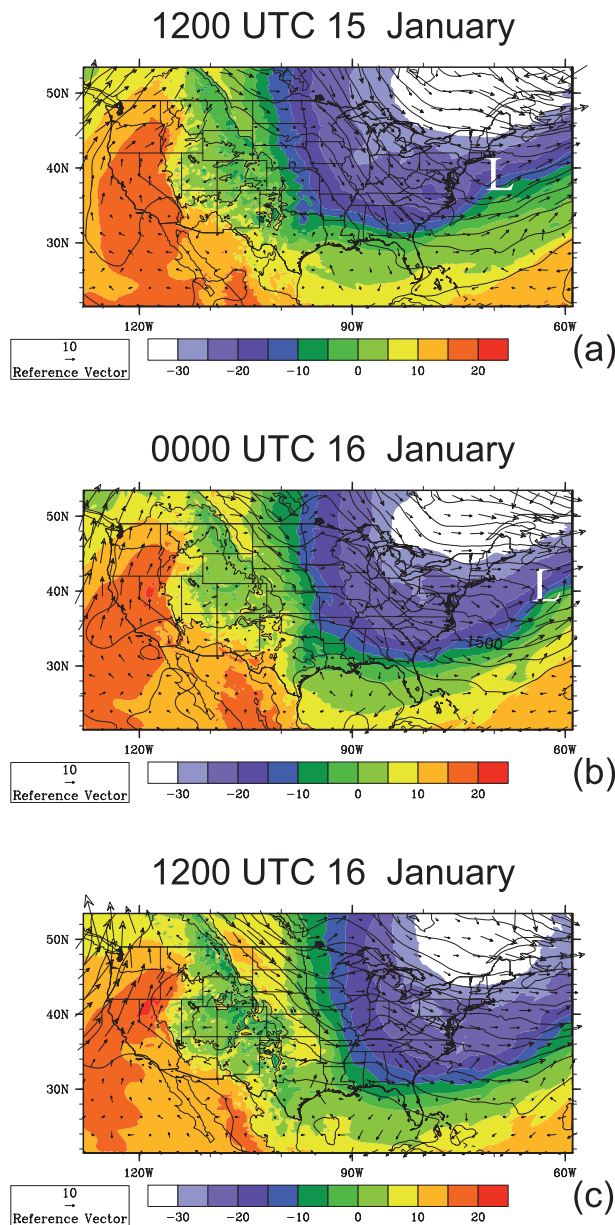 1200 UTC 15 January
50N
40N
30N
L
120W 90W 60W
10
Reference Vector
-30 -20 -10 0 10 20
(a)
0000 UTC 16 January
50N
40N
30N
L
1500
120W 90W 60W
10
Reference Vector
-30 -20 -10 0 10 20
(b)
1200 UTC 16 January
50N
40N
30N
120W 90W 60W
10
Reference Vector
-30 -20 -10 0 10 20
(c)